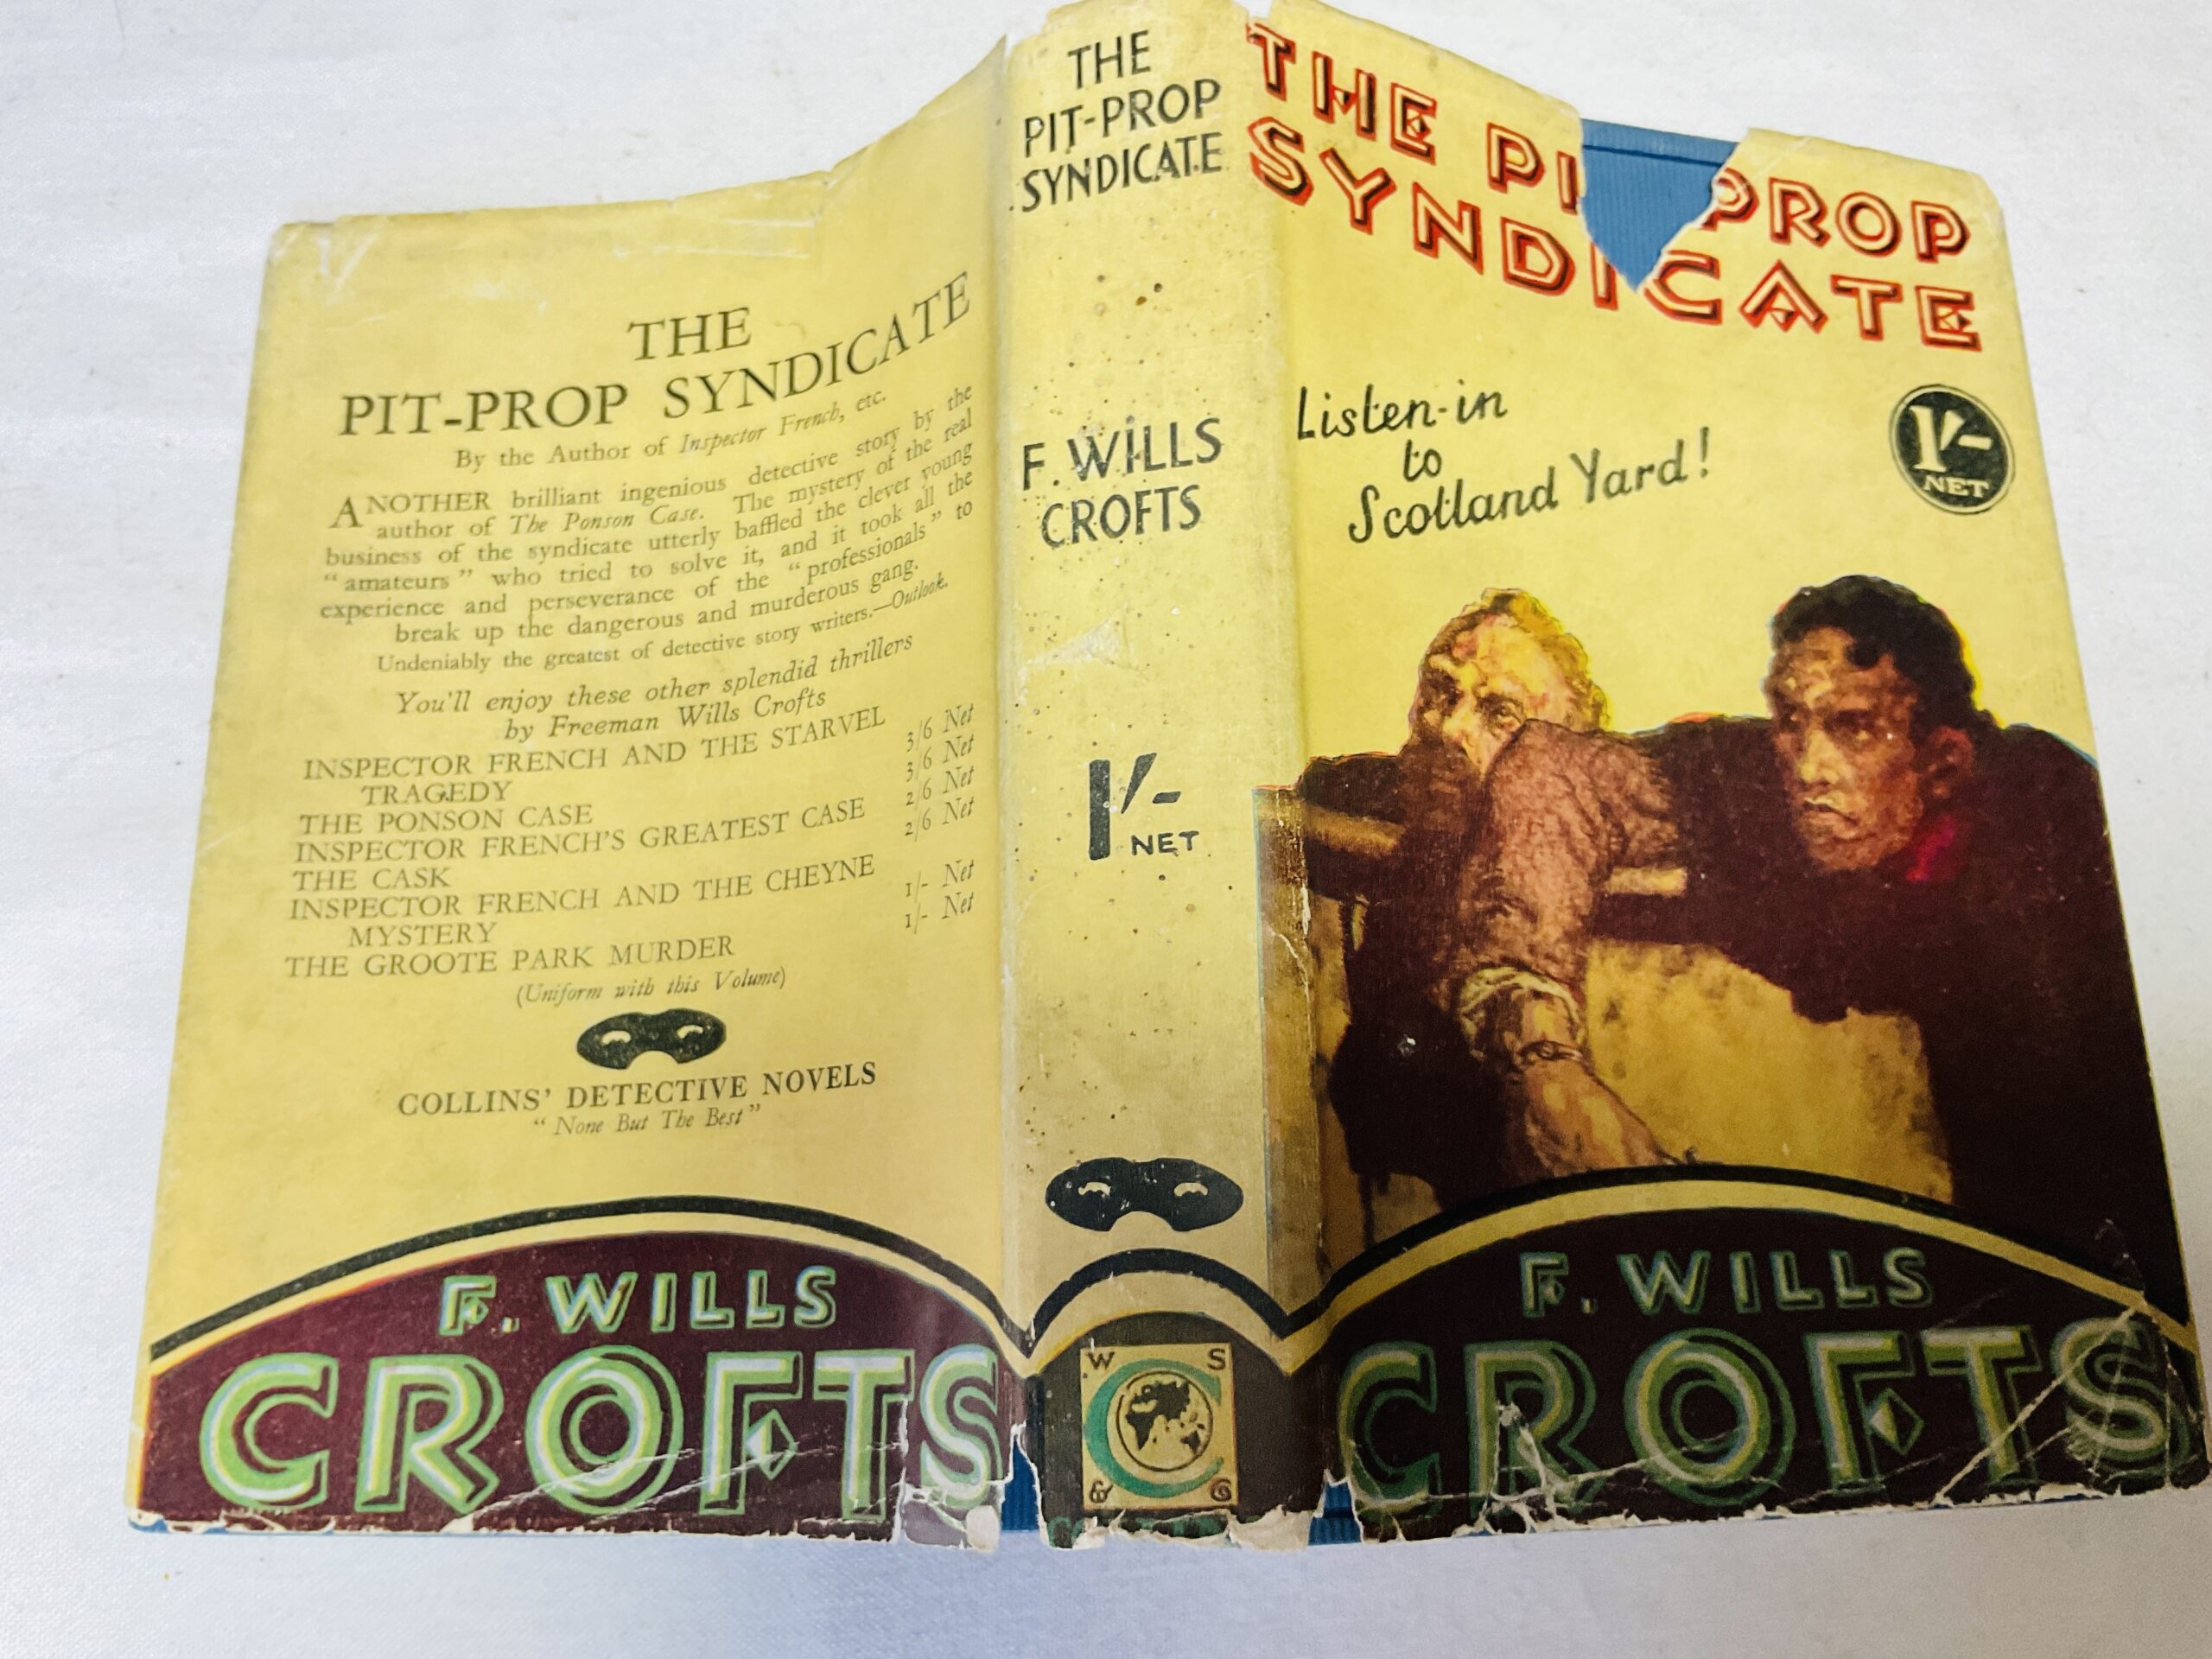 THE
PIT-PROP SYNDICATE
By the Author of Inspector French, etc.
ANOTHER brilliant ingenious detective story by the
author of The Ponson Case. The mystery of the real
business of the syndicate utterly baffled the clever young
“amateurs” who tried to solve it, and it took all the
experience and perseverance of the “professionals” to
break up the dangerous and murderous gang.
Undeniably the greatest of detective story writers.—Outlook.
You'll enjoy these other splendid thrillers
by Freeman Wills Crofts
INSPECTOR FRENCH AND THE STARVEL
TRAGEDY 3/6 Net
THE PONSON CASE 3/6 Net
INSPECTOR FRENCH'S GREATEST CASE 2/6 Net
THE CASK 2/6 Net
INSPECTOR FRENCH AND THE CHEYNE
MYSTERY 1/- Net
THE GROOTE PARK MURDER 1/- Net
(Uniform with this Volume)
COLLINS' DETECTIVE NOVELS
“None But The Best”
F. WILLS
CROFTS
THE
PIT-PROP
SYNDICATE
F. WILLS
CROFTS
1/-
NET
W S
C
& G
THE PI PROP
SYNDICATE
Listen-in
to
Scotland Yard!
1/-
NET
F. WILLS
CROFTS